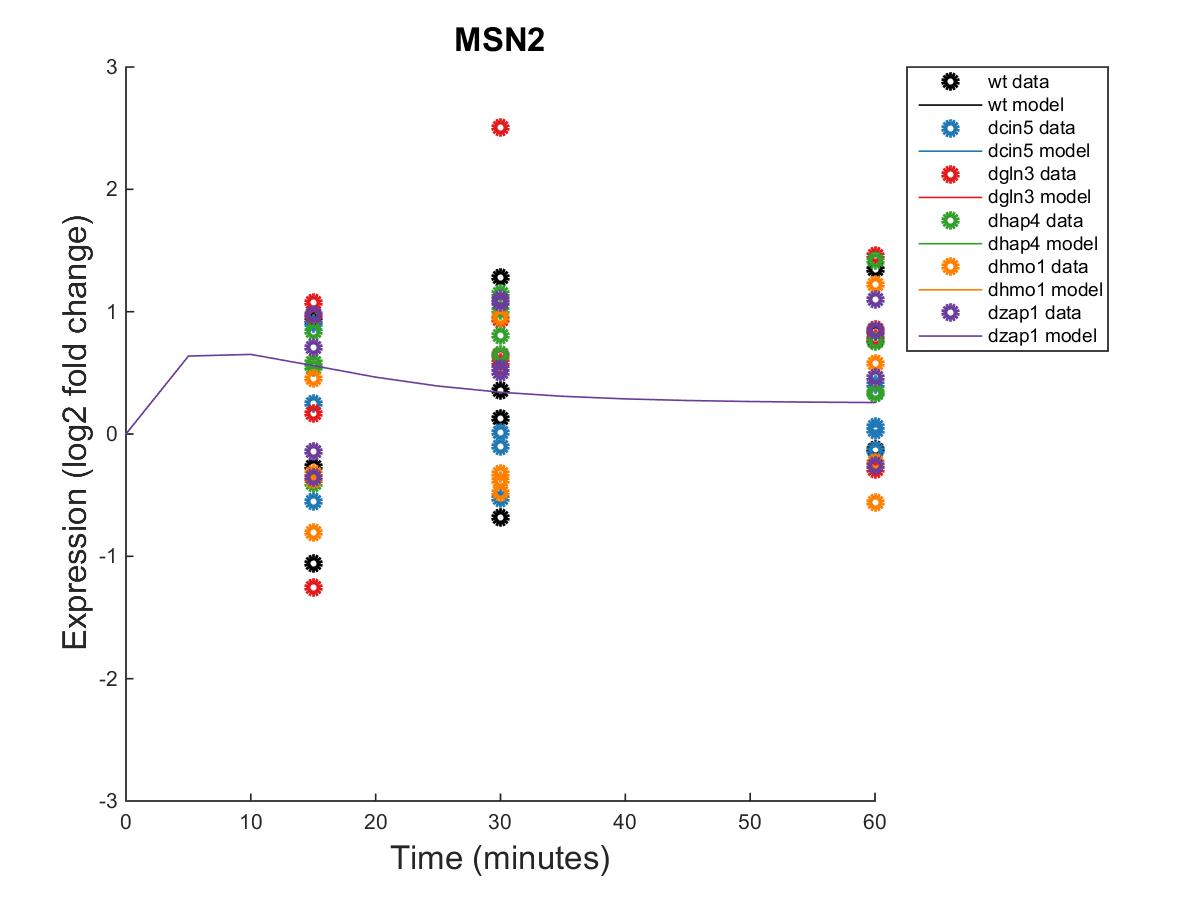 MSN2
Expression (log2 fold change)
3
2
1
0
-1
-2
-3
0 10 20 30 40 50 60
Time (minutes)
wt data
wt model
dcin5 data
dcin5 model
dgln3 data
dgln3 model
dhap4 data
dhap4 model
dhmo1 data
dhmo1 model
dzap1 data
dzap1 model